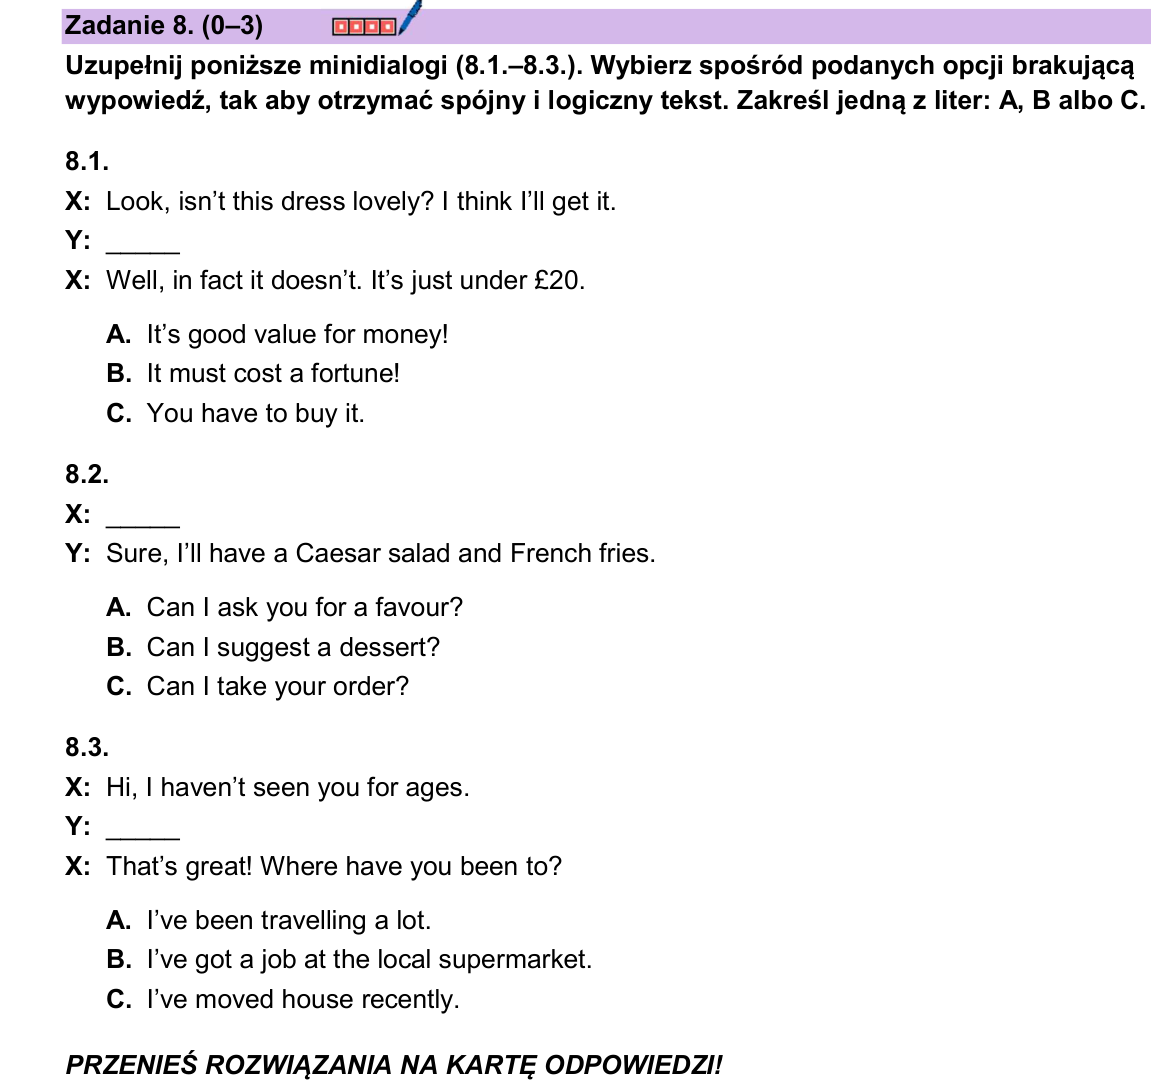 Zadanie 8. (0–3)
Uzupełnij poniższe minidialogi (8.1.–8.3.). Wybierz spośród podanych opcji brakującą
wypowiedź, tak aby otrzymać spójny i logiczny tekst. Zakreśl jedną z liter: A, B albo C.
8.1.
X: Look, isn’t this dress lovely? I think I’ll get it.
Y: _____
X: Well, in fact it doesn’t. It’s just under £20.
A. It’s good value for money!
B. It must cost a fortune!
C. You have to buy it.
8.2.
X: _____
Y: Sure, I’ll have a Caesar salad and French fries.
A. Can I ask you for a favour?
B. Can I suggest a dessert?
C. Can I take your order?
8.3.
X: Hi, I haven’t seen you for ages.
Y: _____
X: That’s great! Where have you been to?
A. I’ve been travelling a lot.
B. I’ve got a job at the local supermarket.
C. I’ve moved house recently.
PRZENIEŚ ROZWIĄZANIA NA KARTĘ ODPOWIEDZI!